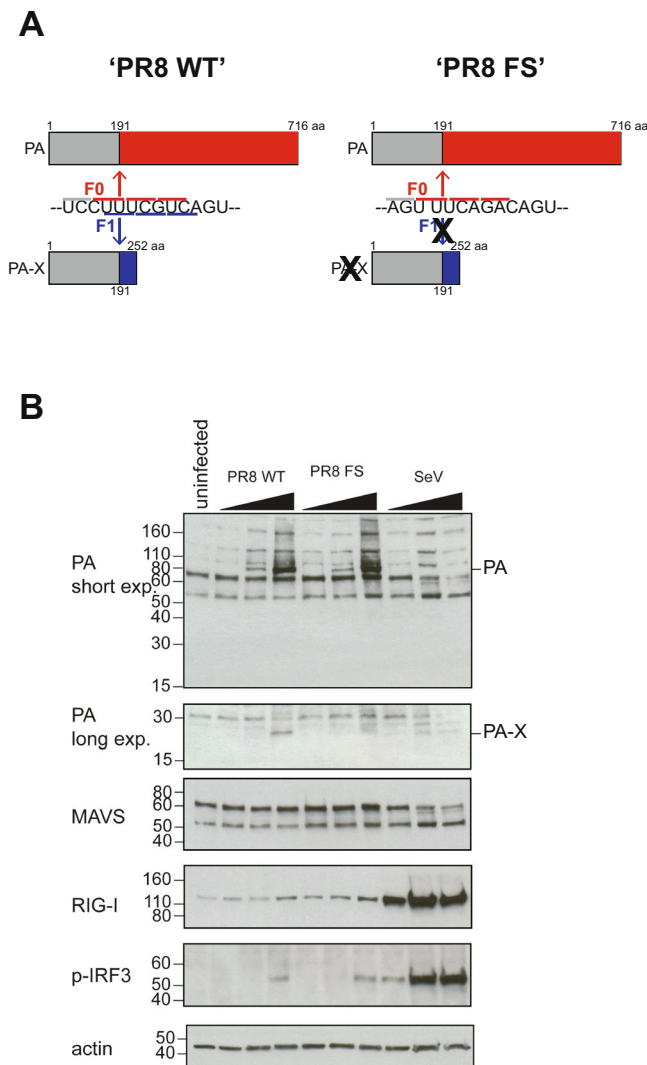 A
'PR8 WT' 'PR8 FS'
1 191 716 aa 1 191 716 aa
PA PA
F0 F0
--UCCUUUCGUCAGU-- --AGU UUCAGACAGU--
F1 F1
1 252 aa 1 252 aa
PA-X PA-X
191 191
B
uninfected
PR8 WT PR8 FS SeV
160
110
80
60
50
40
30
15
PA
short exp.
PA
PA
long exp.
30
15
PA-X
MAVS
80
60
50
40
RIG-I
160
110
80
p-IRF3
60
50
40
actin
50
40